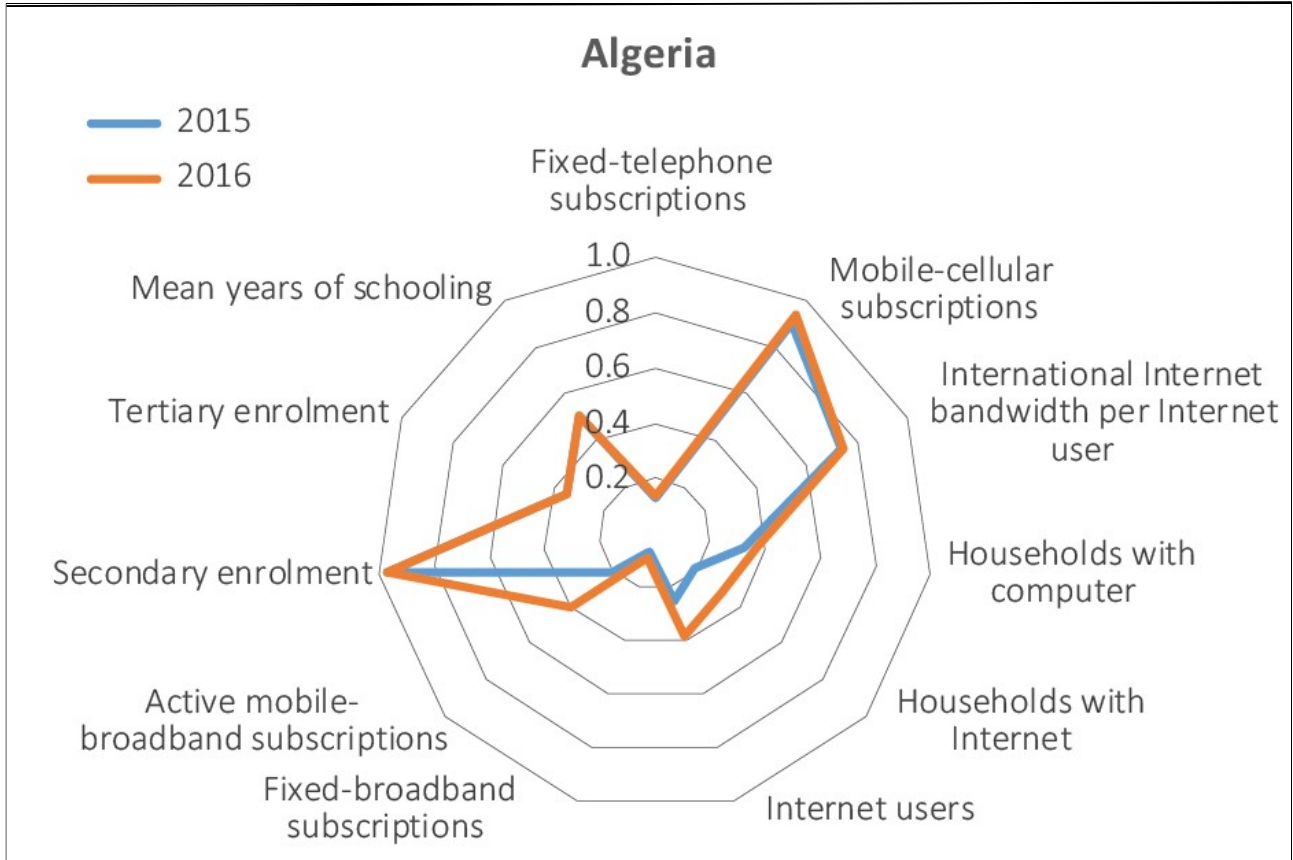 Algeria
2015
2016
Fixed-telephone
subscriptions
Mobile-cellular
subscriptions
International Internet
bandwidth per Internet
user
Households with
computer
Households with
Internet
Internet users
Fixed-broadband
subscriptions
Active mobile-
broadband subscriptions
Secondary enrolment
Tertiary enrolment
Mean years of schooling
1.0
0.8
0.6
0.4
0.2